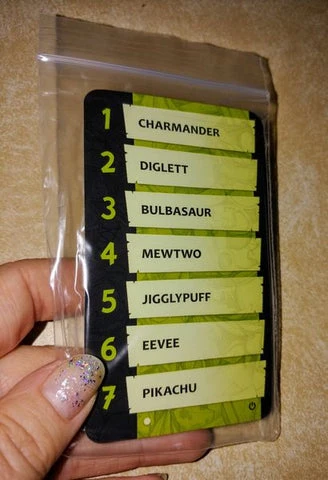 1 CHARMANDER
2 DIGLETT
3 BULBASAUR
4 MEWTWO
5 JIGGLYPUFF
6 EEVEE
7 PIKACHU